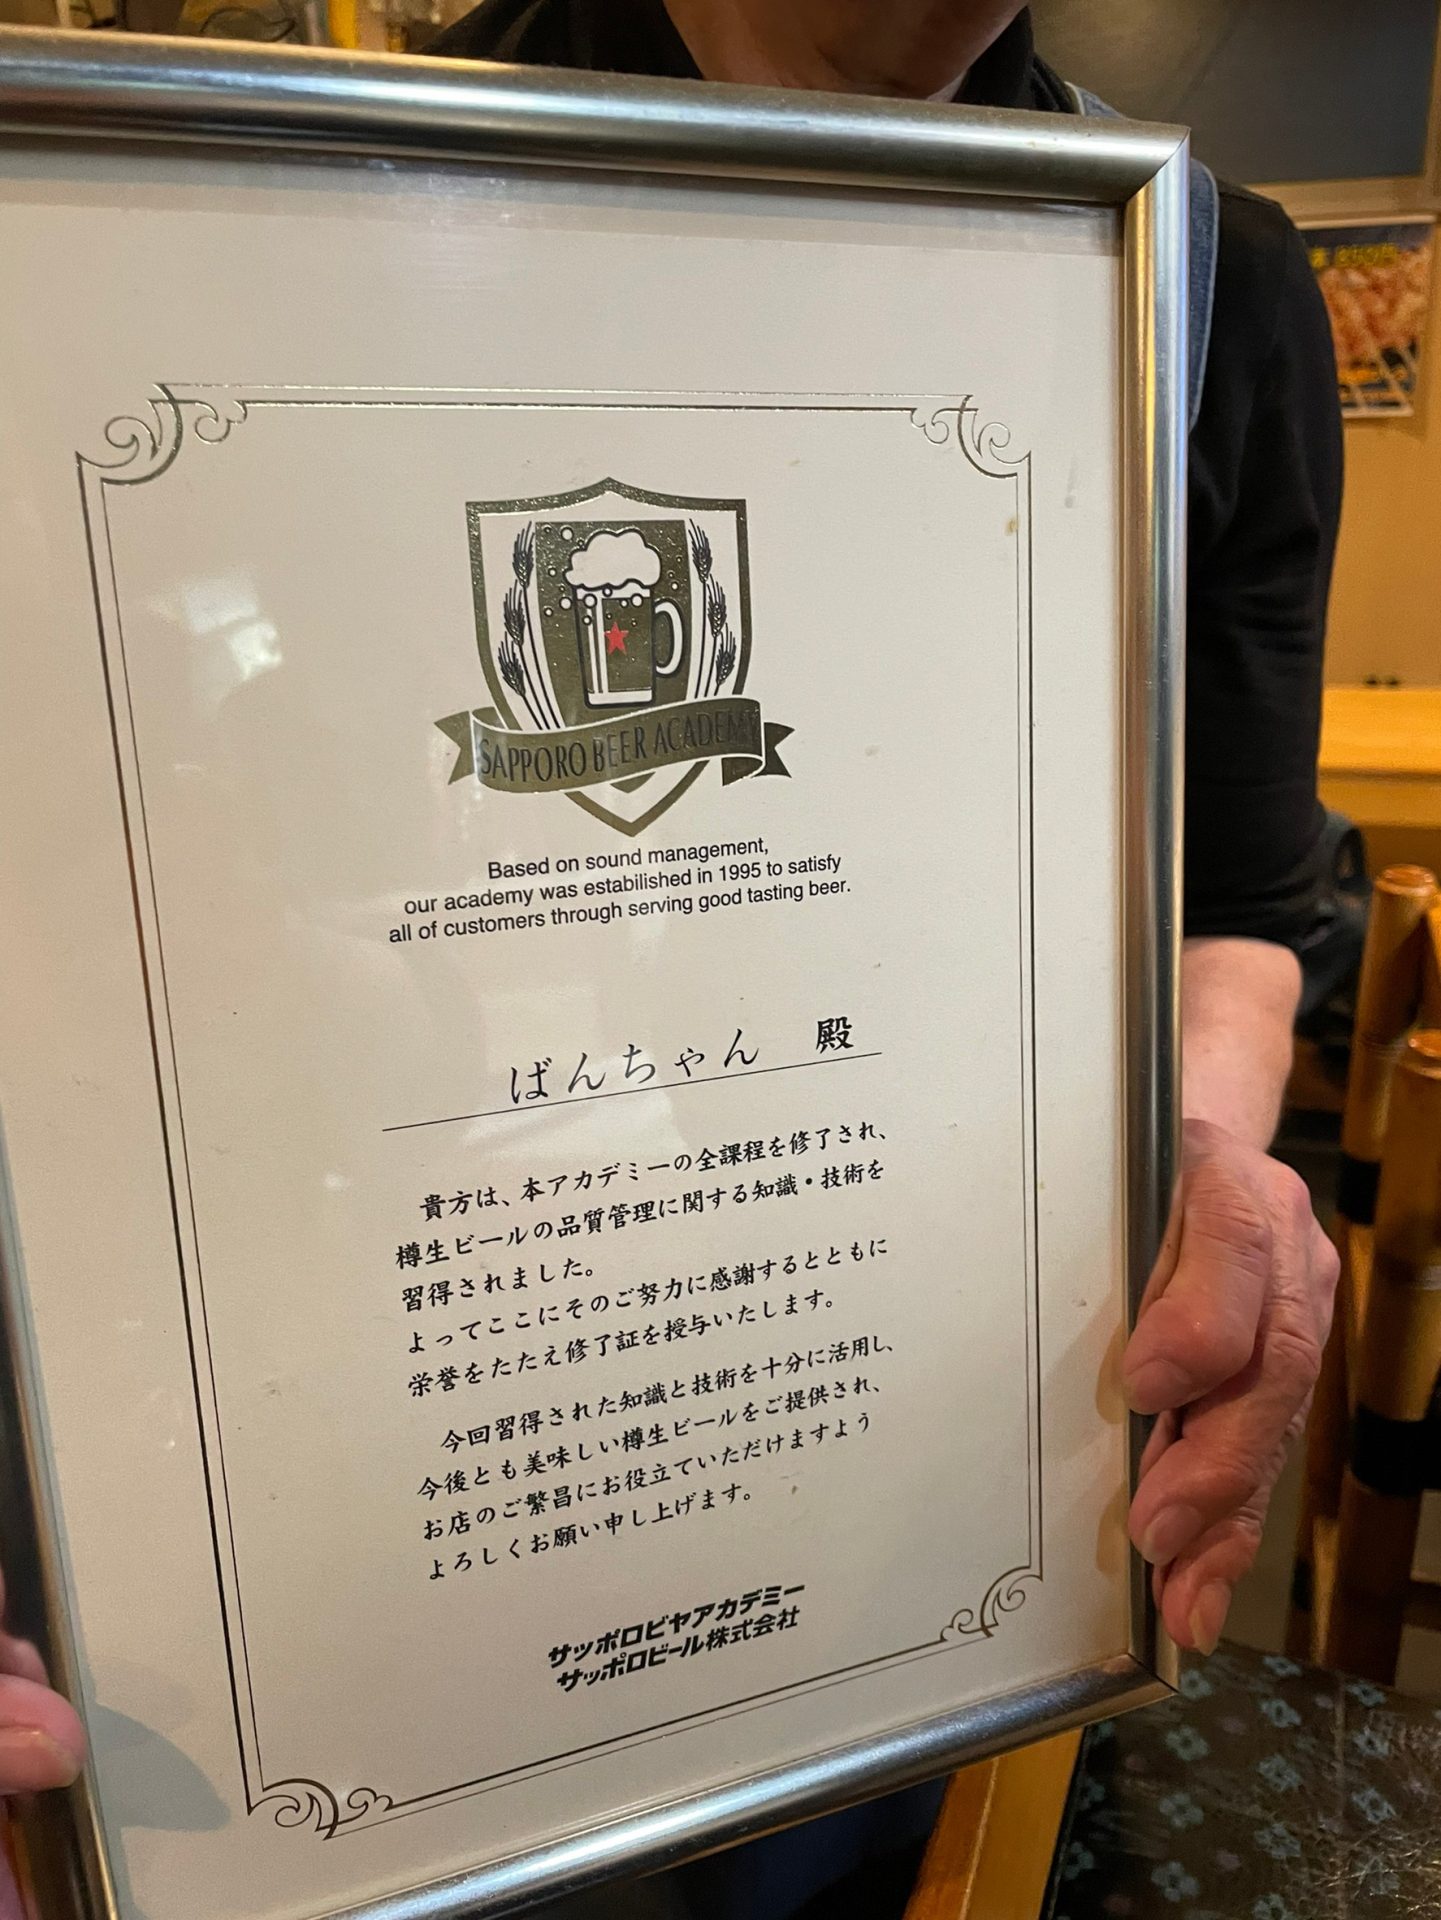 SAPPORO BEER ACADEMY
Based on sound management,
our academy was estabilished in 1995 to satisfy
all of customers through serving good tasting beer.
ばんちゃん 殿
貴方は、本アカデミーの全課程を修了され、
樽生ビールの品質管理に関する知識・技術を
習得されました。
よってここにそのご努力に感謝するとともに
栄誉をたたえ修了証を授与いたします。
今回習得された知識と技術を十分に活用し、
今後とも美味しい樽生ビールをご提供され、
お店のご繁昌にお役立ていただけますよう
よろしくお願い申し上げます。
サッポロビヤアカデミー
サッポロビール株式会社